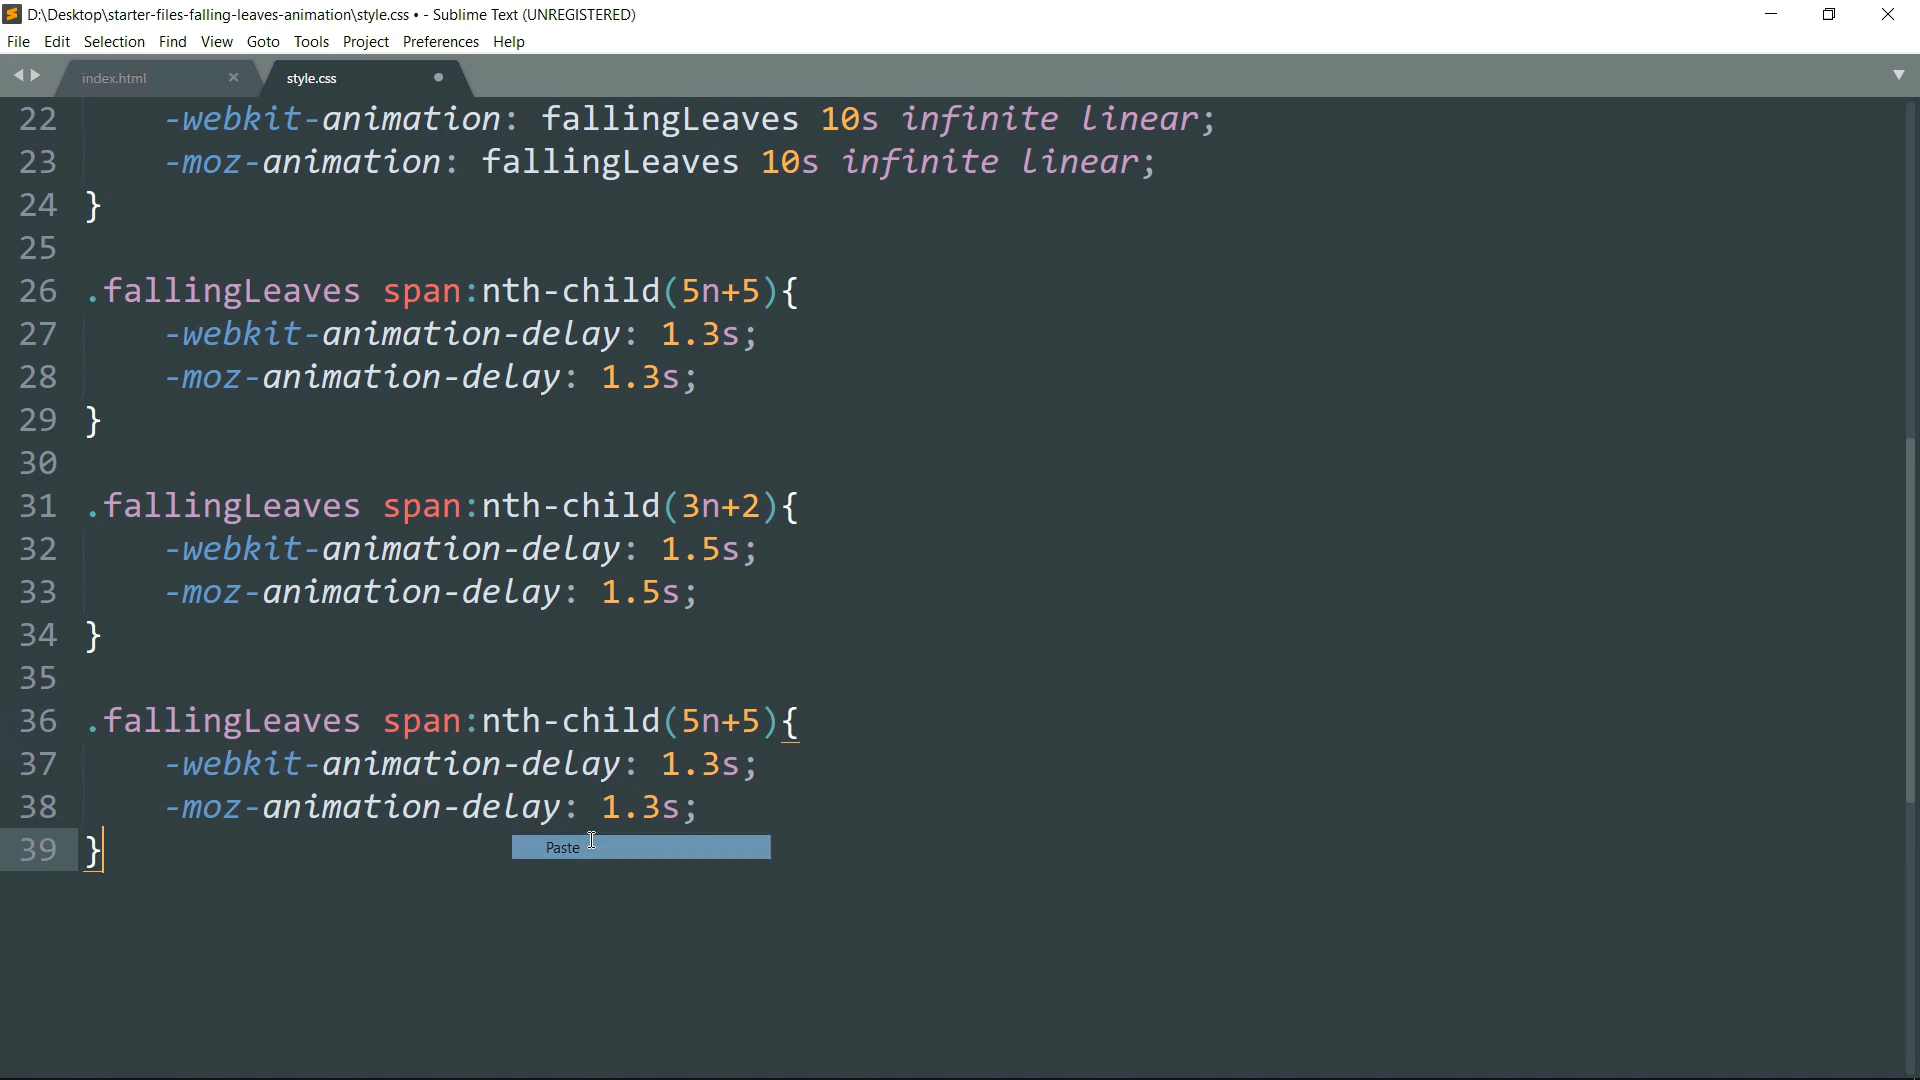 D:\Desktop\starter-files-falling-leaves-animation\style.css • - Sublime Text (UNREGISTERED)
File Edit Selection Find View Goto Tools Project Preferences Help
index.html style.css
22 -webkit-animation: fallingLeaves 10s infinite linear;
23 -moz-animation: fallingLeaves 10s infinite linear;
24 }
25
26 .fallingLeaves span:nth-child(5n+5){
27 -webkit-animation-delay: 1.3s;
28 -moz-animation-delay: 1.3s;
29 }
30
31 .fallingLeaves span:nth-child(3n+2){
32 -webkit-animation-delay: 1.5s;
33 -moz-animation-delay: 1.5s;
34 }
35
36 .fallingLeaves span:nth-child(5n+5){
37 -webkit-animation-delay: 1.3s;
38 -moz-animation-delay: 1.3s;
39 }
Paste